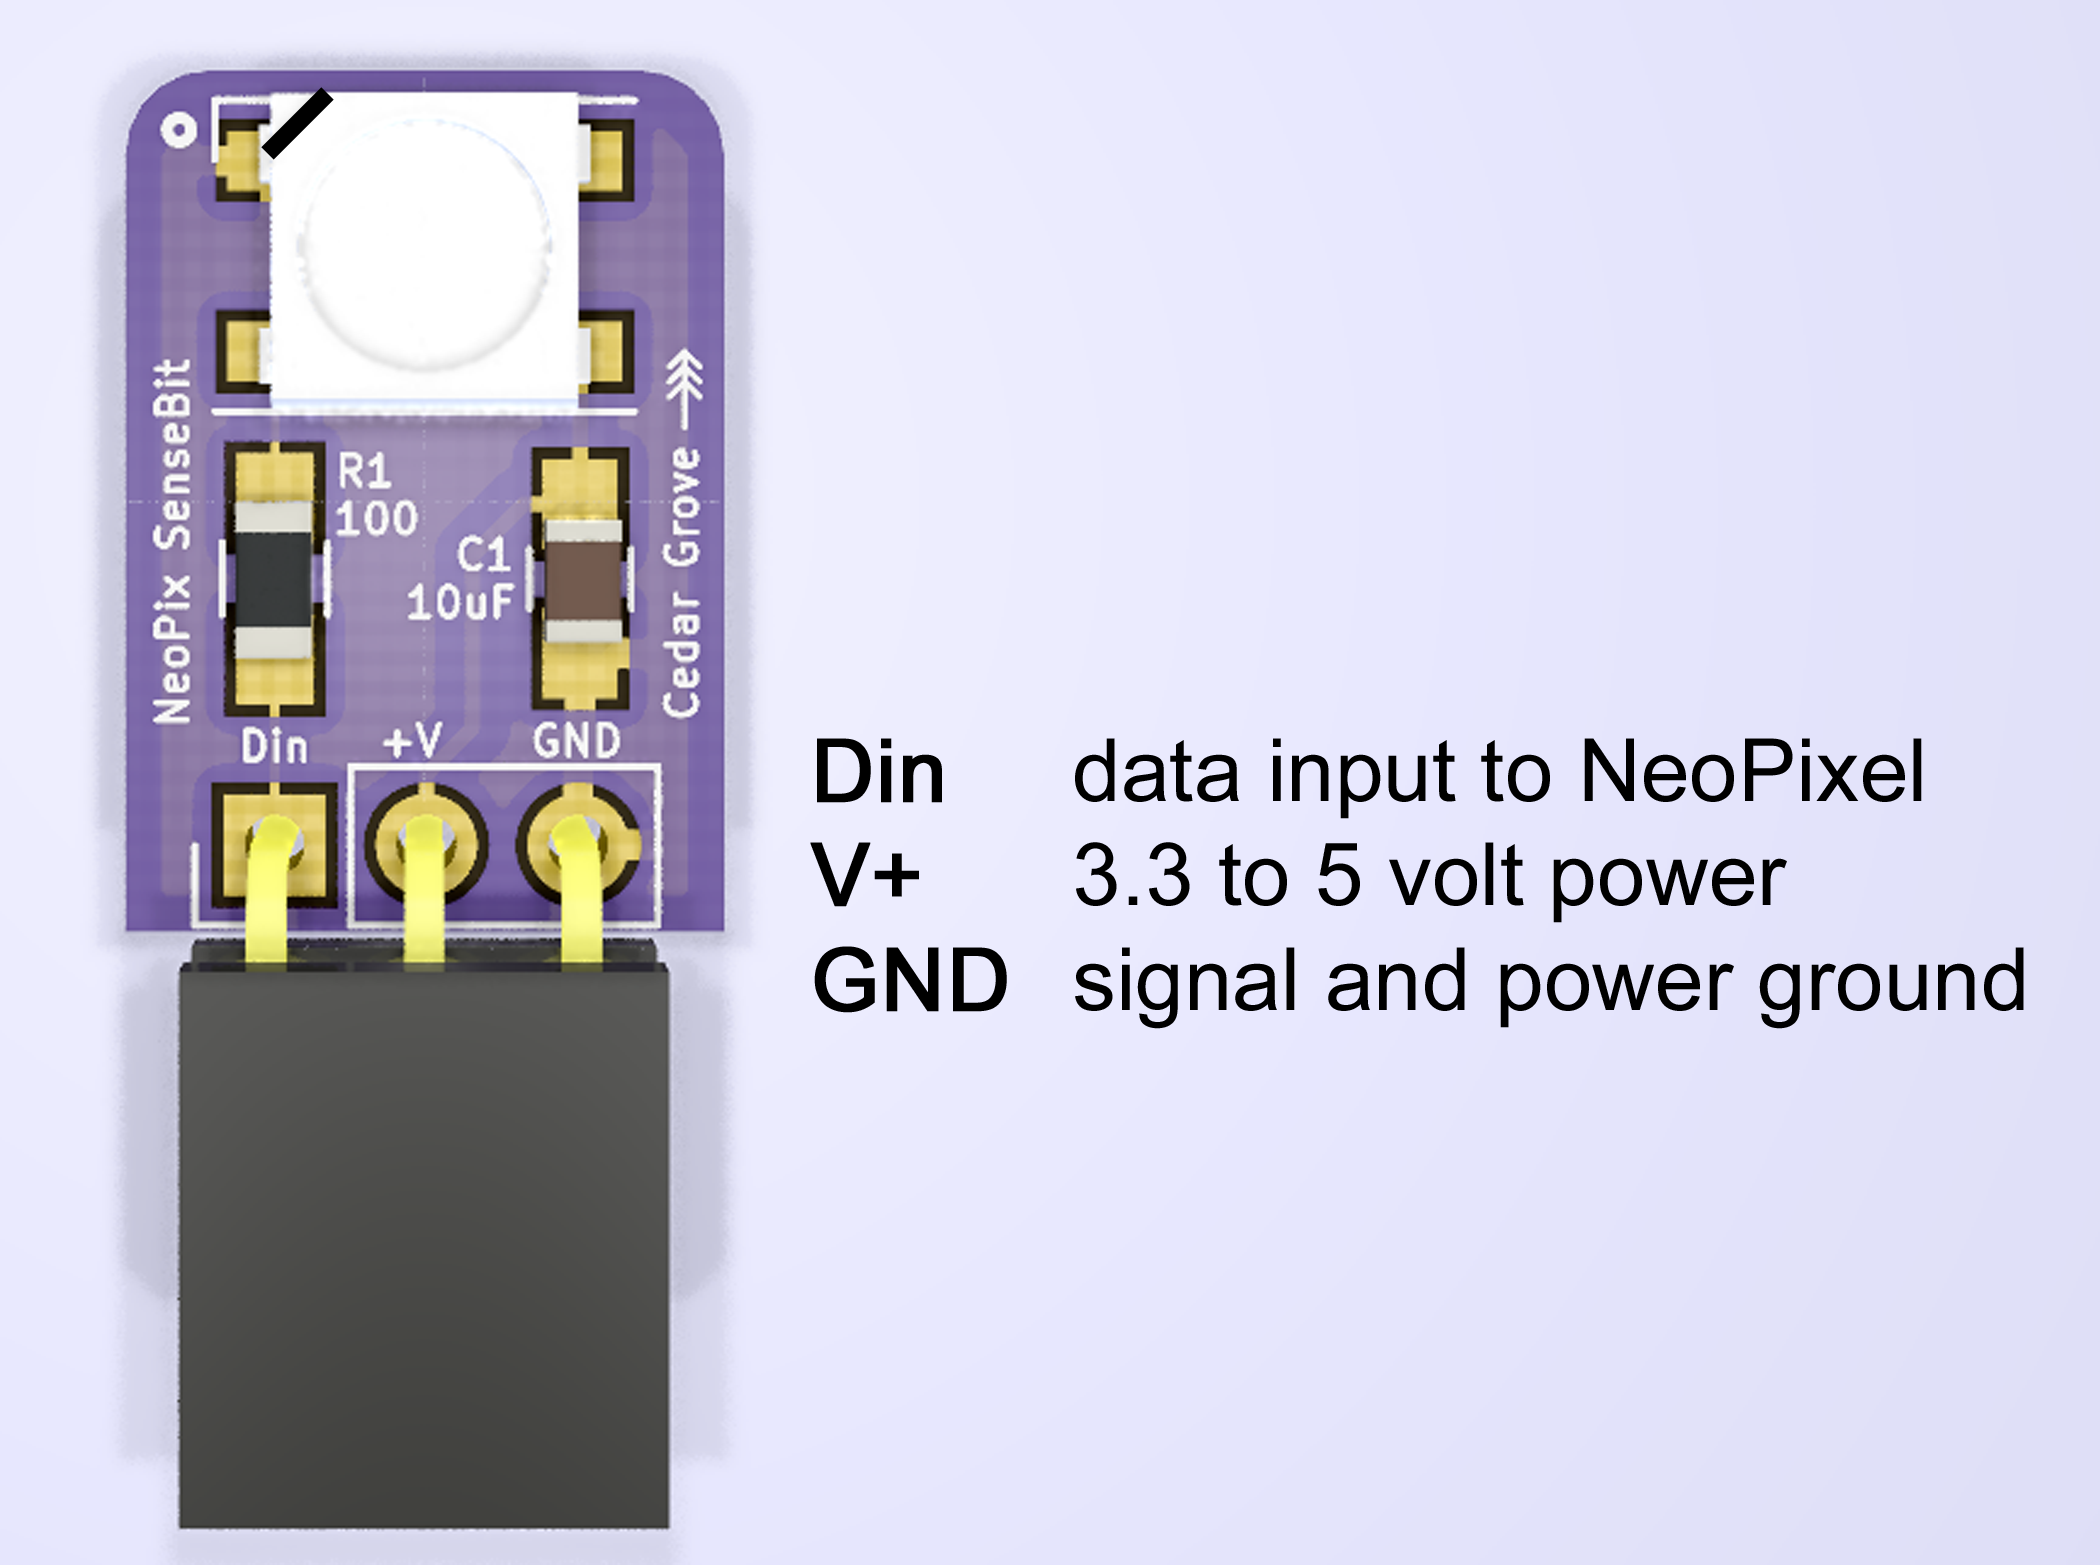 NeoPix SenseBit
R1
100
C1
10uF
Cedar Grove
Din
+V
GND
Din data input to NeoPixel
V+ 3.3 to 5 volt power
GND signal and power ground